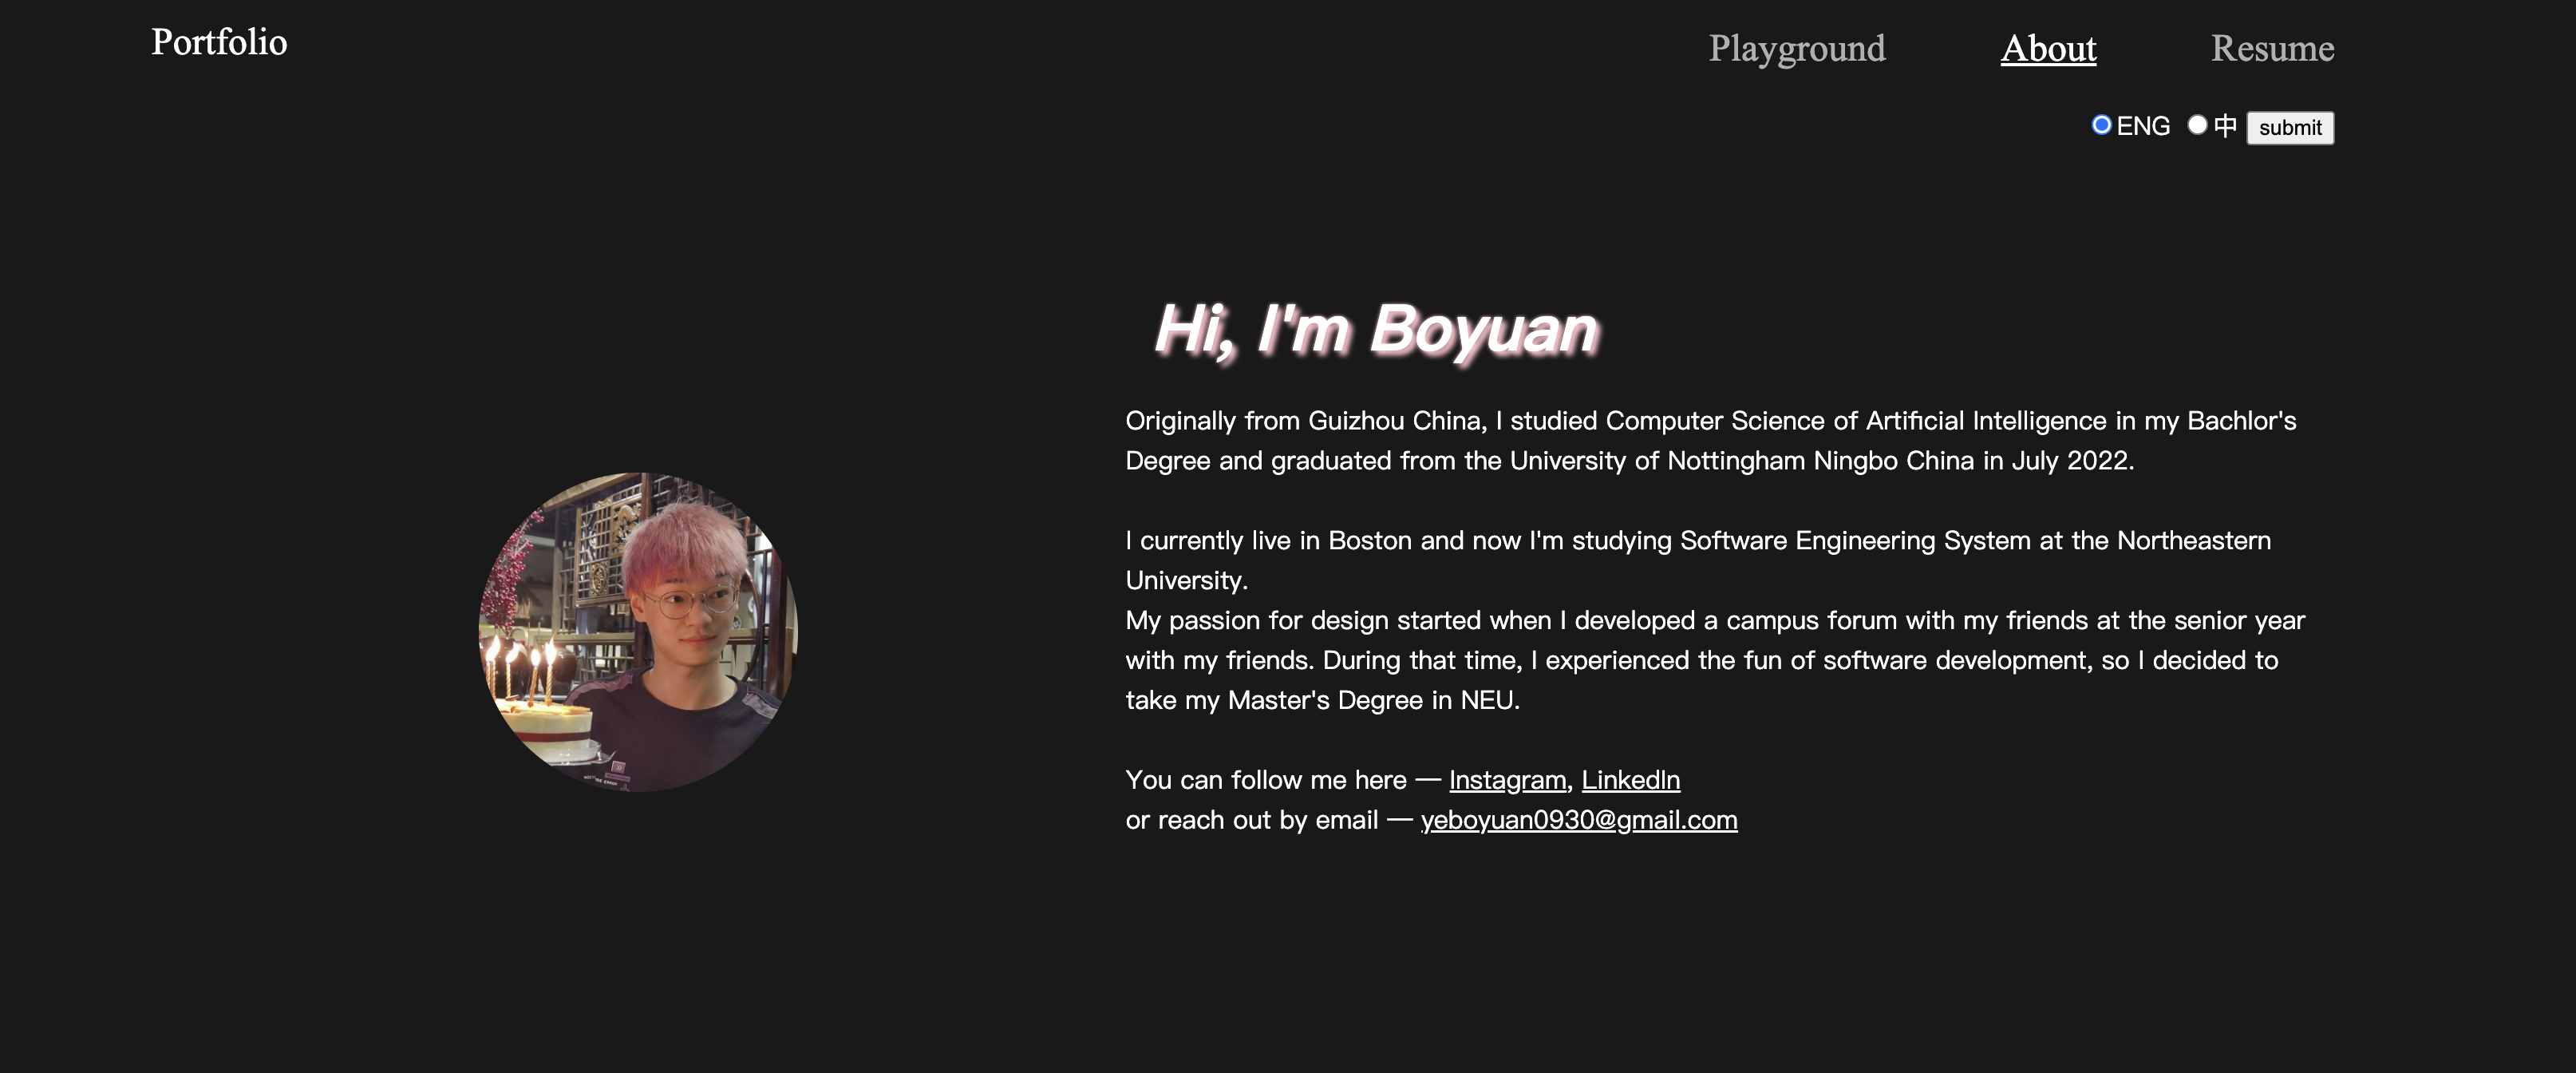 Portfolio
Playground
About
Resume
ENG 中 submit
Hi, I'm Boyuan
Originally from Guizhou China, I studied Computer Science of Artificial Intelligence in my Bachlor's
Degree and graduated from the University of Nottingham Ningbo China in July 2022.
I currently live in Boston and now I'm studying Software Engineering System at the Northeastern
University.
My passion for design started when I developed a campus forum with my friends at the senior year
with my friends. During that time, I experienced the fun of software development, so I decided to
take my Master's Degree in NEU.
You can follow me here — Instagram, LinkedIn
or reach out by email — yeboyuan0930@gmail.com